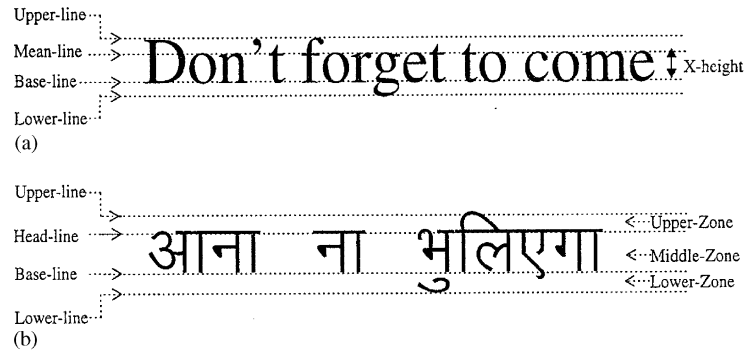 Upper-line
Mean-line
Base-line
Lower-line
Don't forget to come
X-height
(a)
Upper-line
Head-line
Base-line
Lower-line
आना ना भुलिएगा
Upper-Zone
Middle-Zone
Lower-Zone
(b)